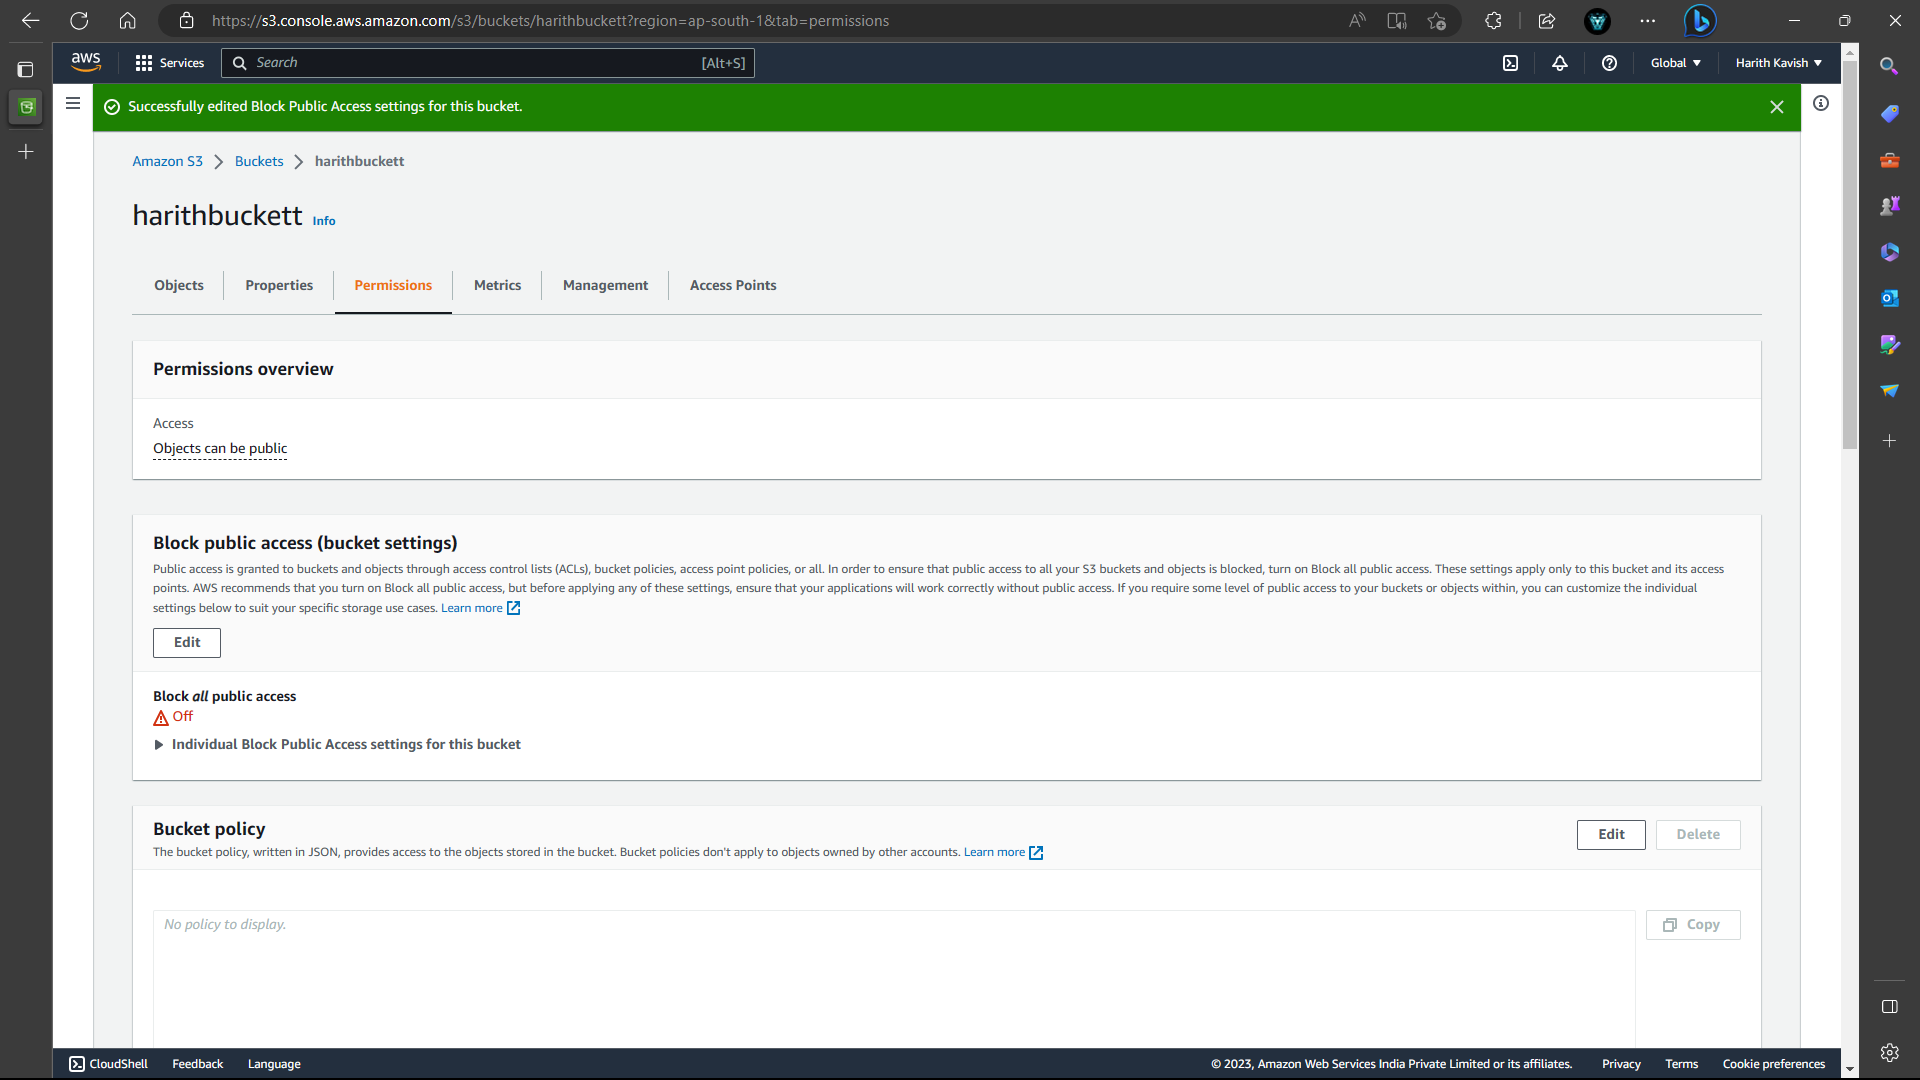 https://s3.console.aws.amazon.com/s3/buckets/harithbuckett?region=ap-south-1&tab=permissions
aws
Services
Search
[Alt+S]
Global
Harith Kavish
Successfully edited Block Public Access settings for this bucket.
Amazon S3 > Buckets > harithbuckett
harithbuckett Info
Objects
Properties
Permissions
Metrics
Management
Access Points
Permissions overview
Access
Objects can be public
Block public access (bucket settings)
Public access is granted to buckets and objects through access control lists (ACLs), bucket policies, access point policies, or all. In order to ensure that public access to all your S3 buckets and objects is blocked, turn on Block all public access. These settings apply only to this bucket and its access
points. AWS recommends that you turn on Block all public access, but before applying any of these settings, ensure that your applications will work correctly without public access. If you require some level of public access to your buckets or objects within, you can customize the individual
settings below to suit your specific storage use cases. Learn more
Edit
Block all public access
Off
Individual Block Public Access settings for this bucket
Bucket policy
Edit
Delete
The bucket policy, written in JSON, provides access to the objects stored in the bucket. Bucket policies don't apply to objects owned by other accounts. Learn more
No policy to display.
Copy
CloudShell
Feedback
Language
© 2023, Amazon Web Services India Private Limited or its affiliates.
Privacy
Terms
Cookie preferences